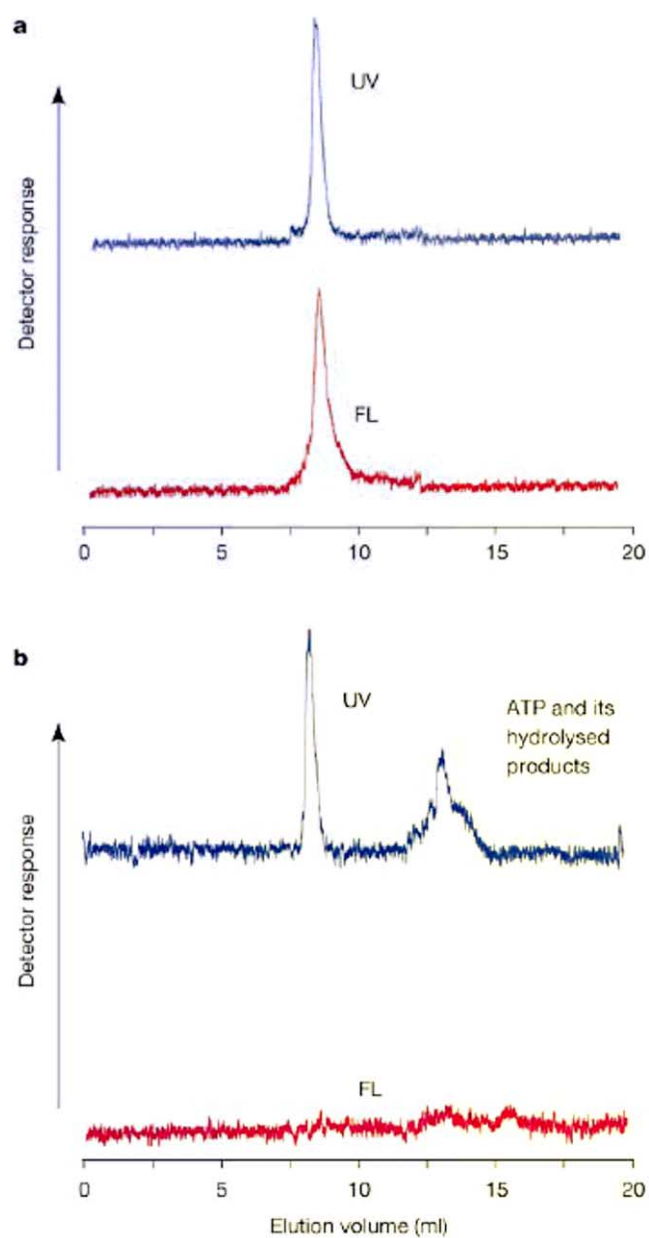 a
UV
Detector response
FL
0 5 10 15 20
b
UV
ATP and its
hydrolysed
products
Detector response
FL
0 5 10 15 20
Elution volume (ml)